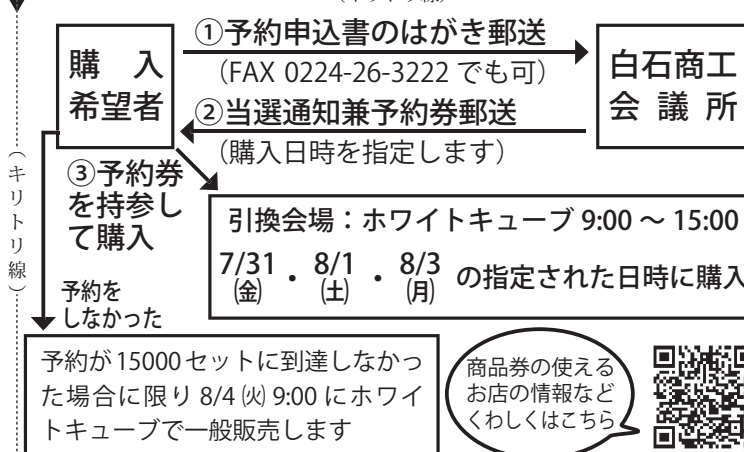 ①予約申込書のはがき郵送
(FAX 0224-26-3222 でも可)
購 入
希望者
白石商工
会 議 所
②当選通知兼予約券郵送
(購入日時を指定します)
③予約券
を持参し
て購入
(キリトリ線)
引換会場:ホワイトキューブ 9:00 ～ 15:00
7/31 ・ 8/1 ・ 8/3 の指定された日時に購入
(金) (土) (月)
予約を
しなかった
予約が 15000 セットに到達しなかっ
た場合に限り 8/4 ㈫ 9:00 にホワイ
トキューブで一般販売します
商品券の使える
お店の情報など
くわしくはこちら